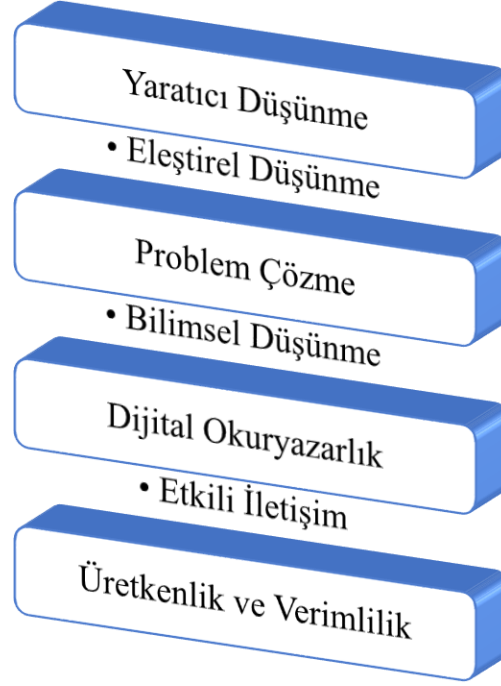 Yaratıcı Düşünme
• Eleştirel Düşünme
Problem Çözme
• Bilimsel Düşünme
Dijital Okuryazarlık
• Etkili İletişim
Üretkenlik ve Verimlilik